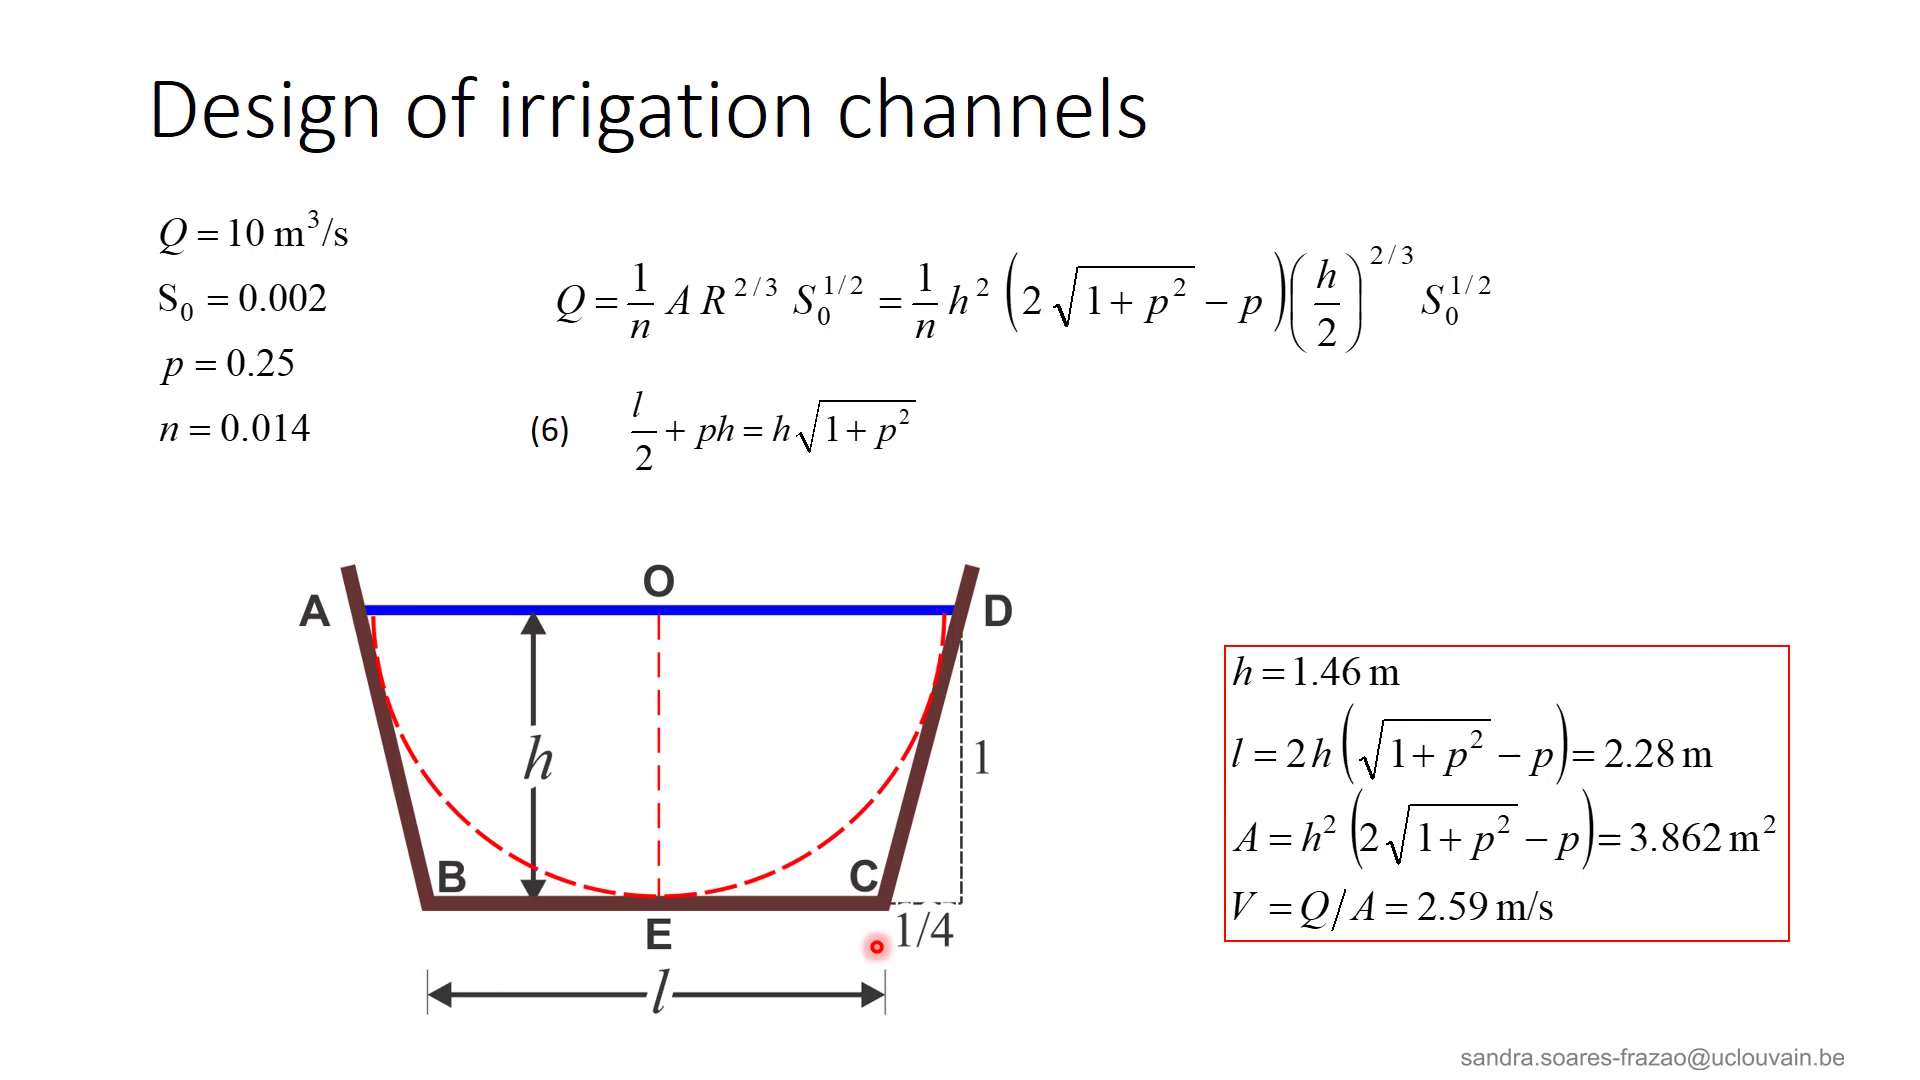 Design of irrigation channels
Q = 10 m³/s
S₀ = 0.002
p = 0.25
n = 0.014
Q = 1/n A R^(2/3) S₀^(1/2) = 1/n h² (2√(1+p²) − p)(h/2)^(2/3) S₀^(1/2)
(6) l/2 + ph = h√(1+p²)
O
A
D
h
1
B
C
E
1/4
l
h = 1.46 m
l = 2h(√(1+p²) − p) = 2.28 m
A = h² (2√(1+p²) − p) = 3.862 m²
V = Q/A = 2.59 m/s
sandra.soares-frazao@uclouvain.be